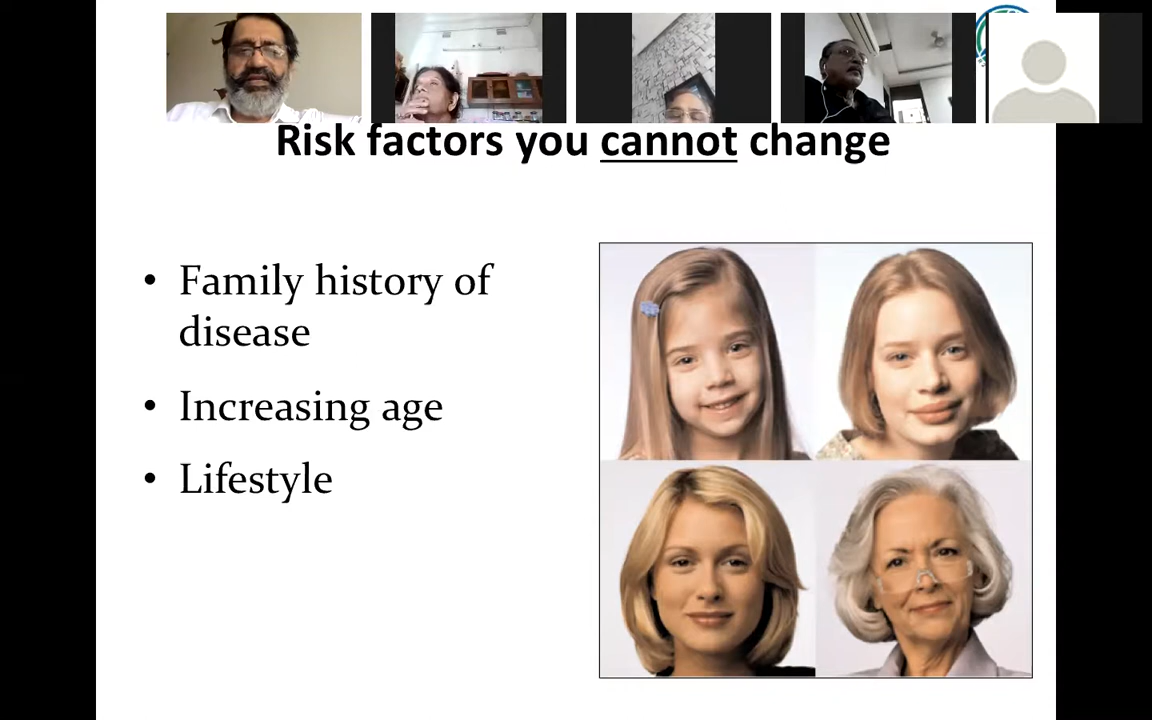 Risk factors you cannot change
• Family history of
disease
• Increasing age
• Lifestyle